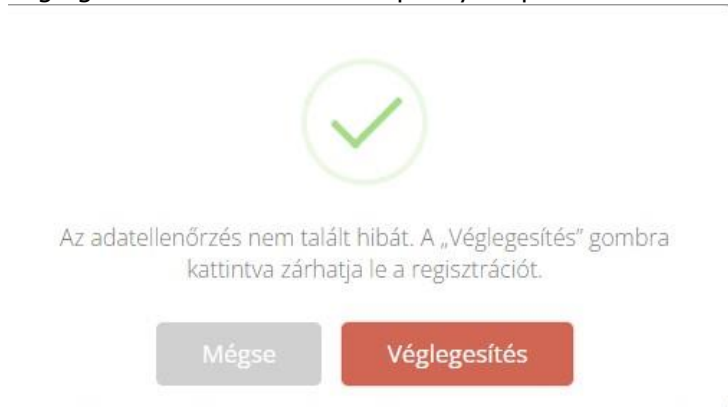 Az adatellenőrzés nem talált hibát. A „Véglegesítés” gombra
kattintva zárhatja le a regisztrációt.
Mégse
Véglegesítés